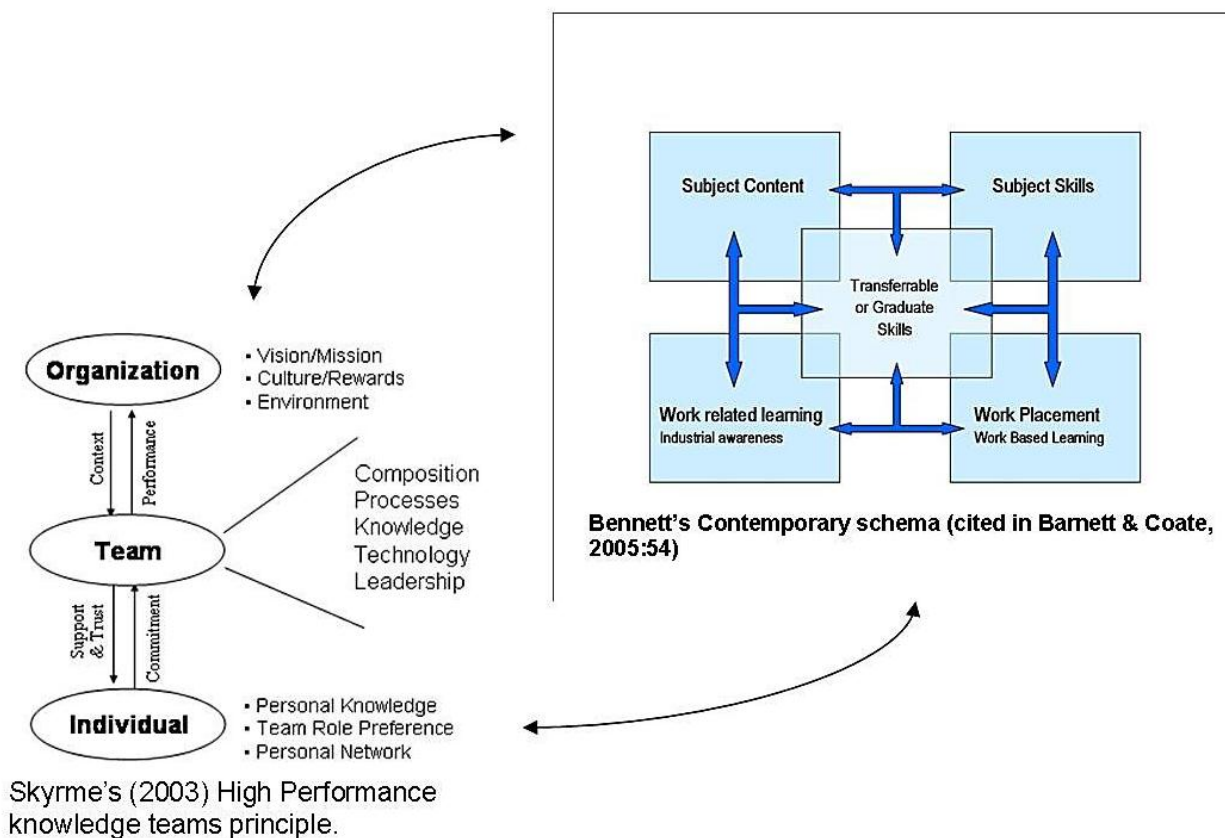 Subject Content
Subject Skills
Transferrable
or Graduate
Skills
Work related learning
Industrial awareness
Work Placement
Work Based Learning
Bennett's Contemporary schema (cited in Barnett & Coate,
2005:54)
Organization
▪ Vision/Mission
▪ Culture/Rewards
▪ Environment
Context
Performance
Team
Composition
Processes
Knowledge
Technology
Leadership
Support
& Trust
Commitment
Individual
▪ Personal Knowledge
▪ Team Role Preference
▪ Personal Network
Skyrme's (2003) High Performance
knowledge teams principle.